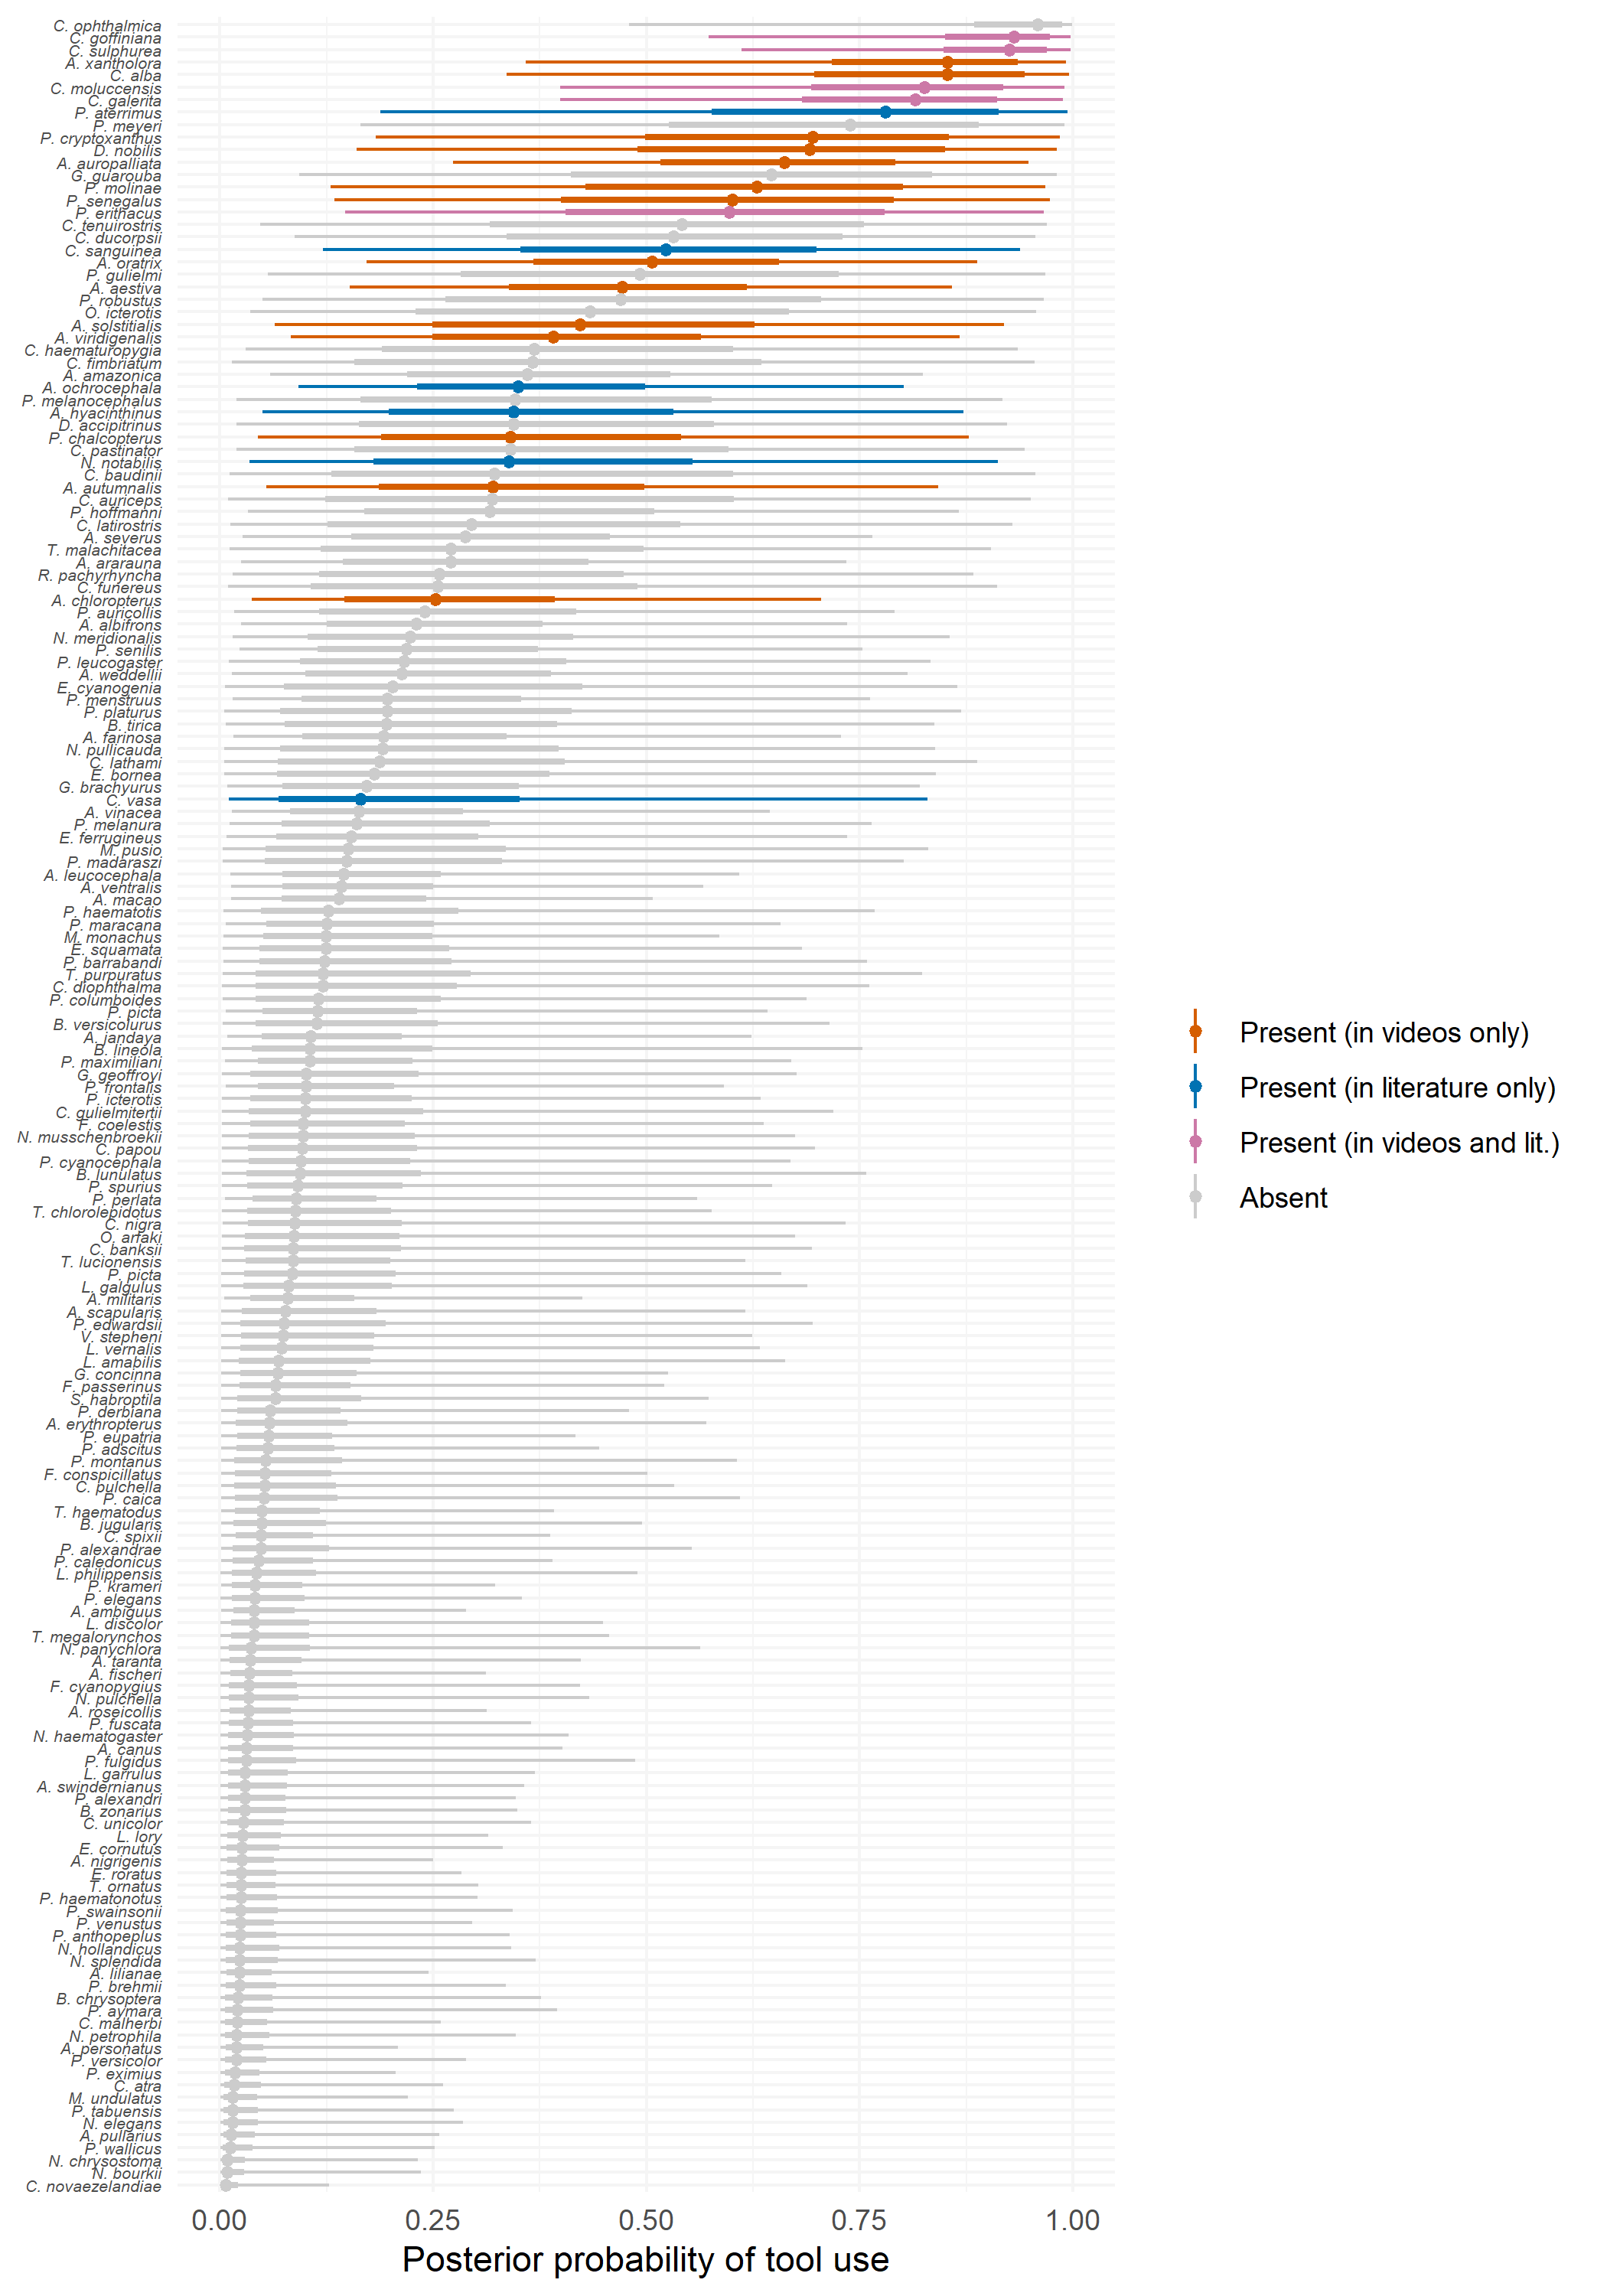 C. ophthalmica
C. goffiniana
C. sulphurea
A. xantholora
C. alba
C. moluccensis
C. galerita
P. aterrimus
P. meyeri
P. cryptoxanthus
D. nobilis
A. auropalliata
G. guarouba
P. molinae
P. senegalus
P. erithacus
C. tenuirostris
C. ducorpsii
C. sanguinea
A. oratrix
P. gulielmi
A. aestiva
P. robustus
O. icterotis
A. solstitialis
A. viridigenalis
C. haematuropygia
C. fimbriatum
A. amazonica
A. ochrocephala
P. melanocephalus
A. hyacinthinus
D. accipitrinus
P. chalcopterus
C. pastinator
N. notabilis
C. baudinii
A. autumnalis
C. auriceps
P. hoffmanni
C. latirostris
A. severus
T. malachitacea
A. ararauna
R. pachyrhyncha
C. funereus
A. chloropterus
P. auricollis
A. albifrons
N. meridionalis
P. senilis
P. leucogaster
A. weddellii
E. cyanogenia
P. menstruus
P. platurus
B. tirica
A. farinosa
N. pullicauda
C. lathami
E. bornea
G. brachyurus
C. vasa
A. vinacea
P. melanura
E. ferrugineus
M. pusio
P. madaraszi
A. leucocephala
A. ventralis
A. macao
P. haematotis
P. maracana
M. monachus
E. squamata
P. barrabandi
T. purpuratus
C. diophthalma
P. columboides
P. picta
B. versicolurus
A. jandaya
B. lineola
P. maximiliani
G. geoffroyi
P. frontalis
P. icterotis
C. gulielmitertii
F. coelestis
N. musschenbroekii
C. papou
P. cyanocephala
B. lunulatus
P. spurius
P. perlata
T. chlorolepidotus
C. nigra
O. arfaki
C. banksii
T. lucionensis
P. picta
L. galgulus
A. militaris
A. scapularis
P. edwardsii
V. stepheni
L. vernalis
L. amabilis
G. concinna
F. passerinus
S. habroptila
P. derbiana
A. erythropterus
P. eupatria
P. adscitus
P. montanus
F. conspicillatus
C. pulchella
P. caica
T. haematodus
B. jugularis
C. spixii
P. alexandrae
P. caledonicus
L. philippensis
P. krameri
P. elegans
A. ambiguus
L. discolor
T. megalorynchos
N. panychlora
A. taranta
A. fischeri
F. cyanopygius
N. pulchella
A. roseicollis
P. fuscata
N. haematogaster
A. canus
P. fulgidus
L. garrulus
A. swindernianus
P. alexandri
B. zonarius
C. unicolor
L. lory
E. cornutus
A. nigrigenis
E. roratus
T. ornatus
P. haematonotus
P. swainsonii
P. venustus
P. anthopeplus
N. hollandicus
N. splendida
A. lilianae
P. brehmii
B. chrysoptera
P. aymara
C. malherbi
N. petrophila
A. personatus
P. versicolor
P. eximius
C. atra
M. undulatus
P. tabuensis
N. elegans
A. pullarius
P. wallicus
N. chrysostoma
N. bourkii
C. novaezelandiae
0.00 0.25 0.50 0.75 1.00
Posterior probability of tool use
Present (in videos only)
Present (in literature only)
Present (in videos and lit.)
Absent